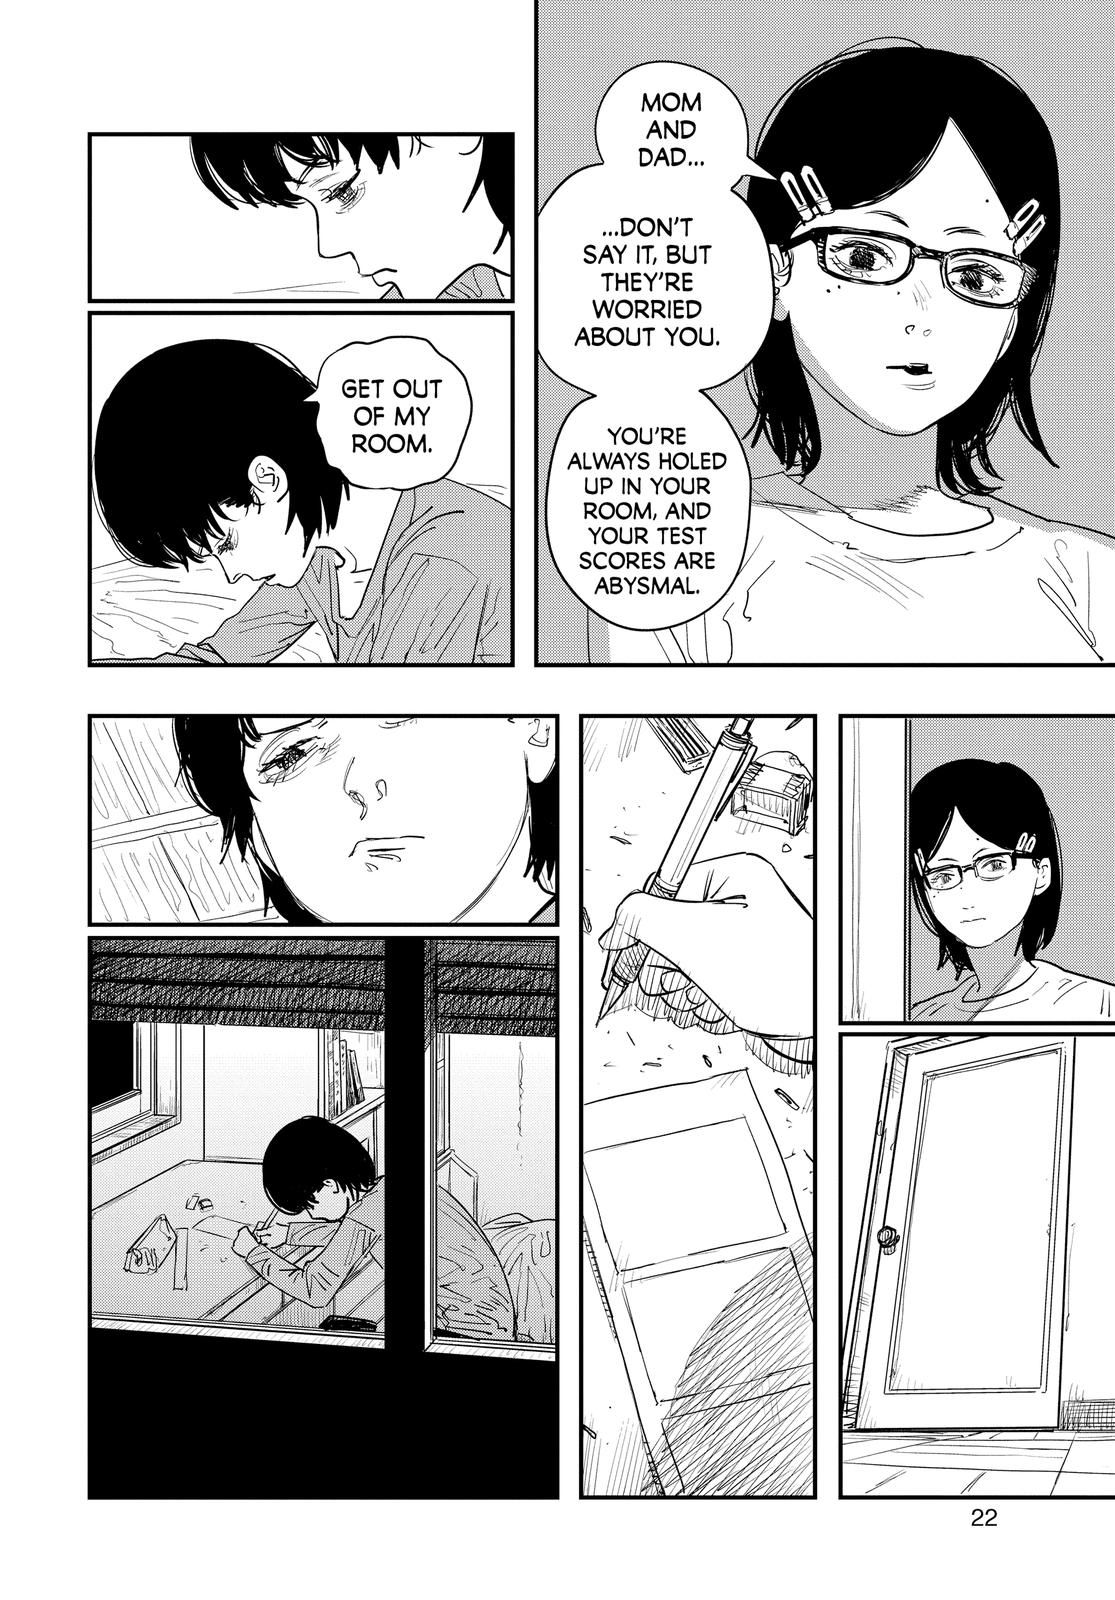 MOM
AND
DAD...
...DON'T
SAY IT, BUT
THEY'RE
WORRIED
ABOUT YOU.
YOU'RE
ALWAYS HOLED
UP IN YOUR
ROOM, AND
YOUR TEST
SCORES ARE
ABYSMAL.
GET OUT
OF MY
ROOM.
22